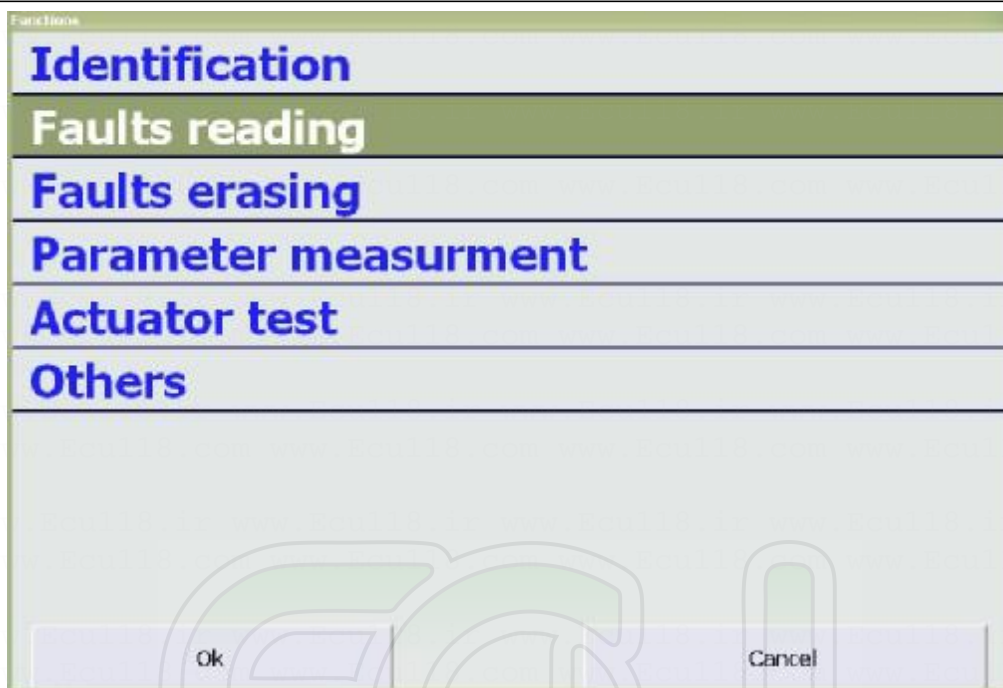 Functions
Identification
Faults reading
Faults erasing
Parameter measurment
Actuator test
Others
Ok
Cancel